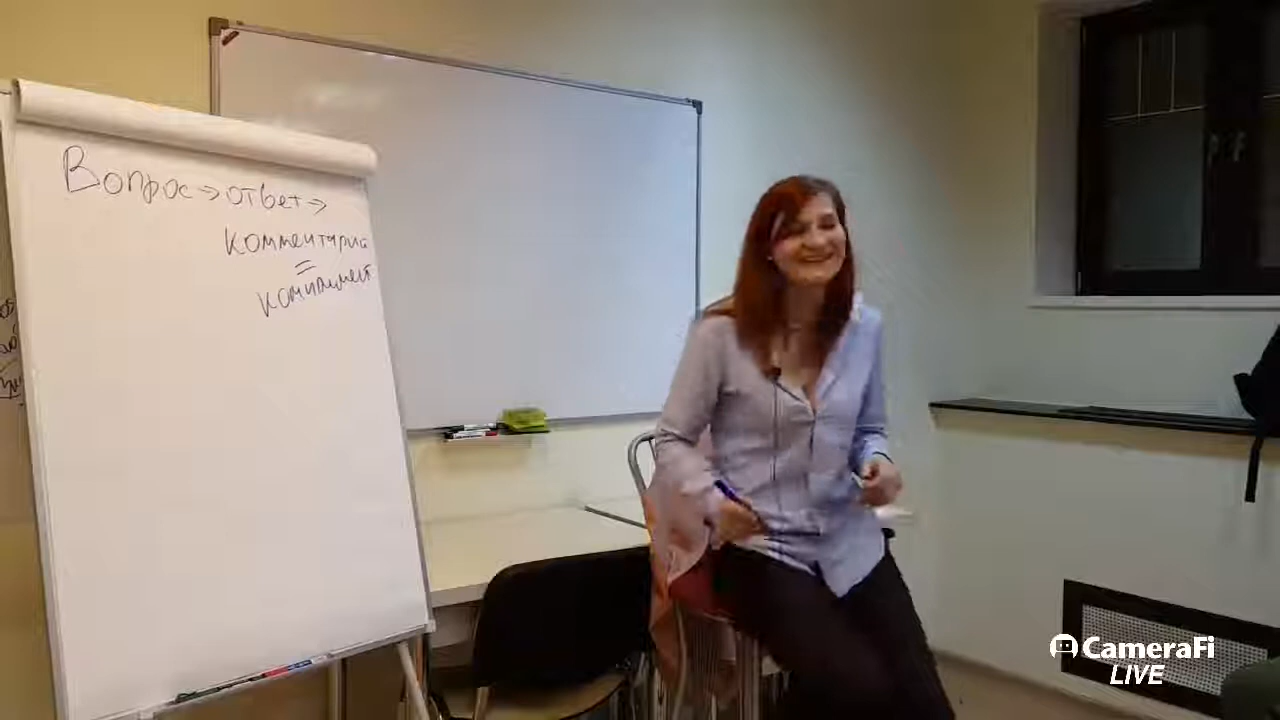 Вопрос → ответ →
комментарий
=
комплимент
CameraFi
LIVE